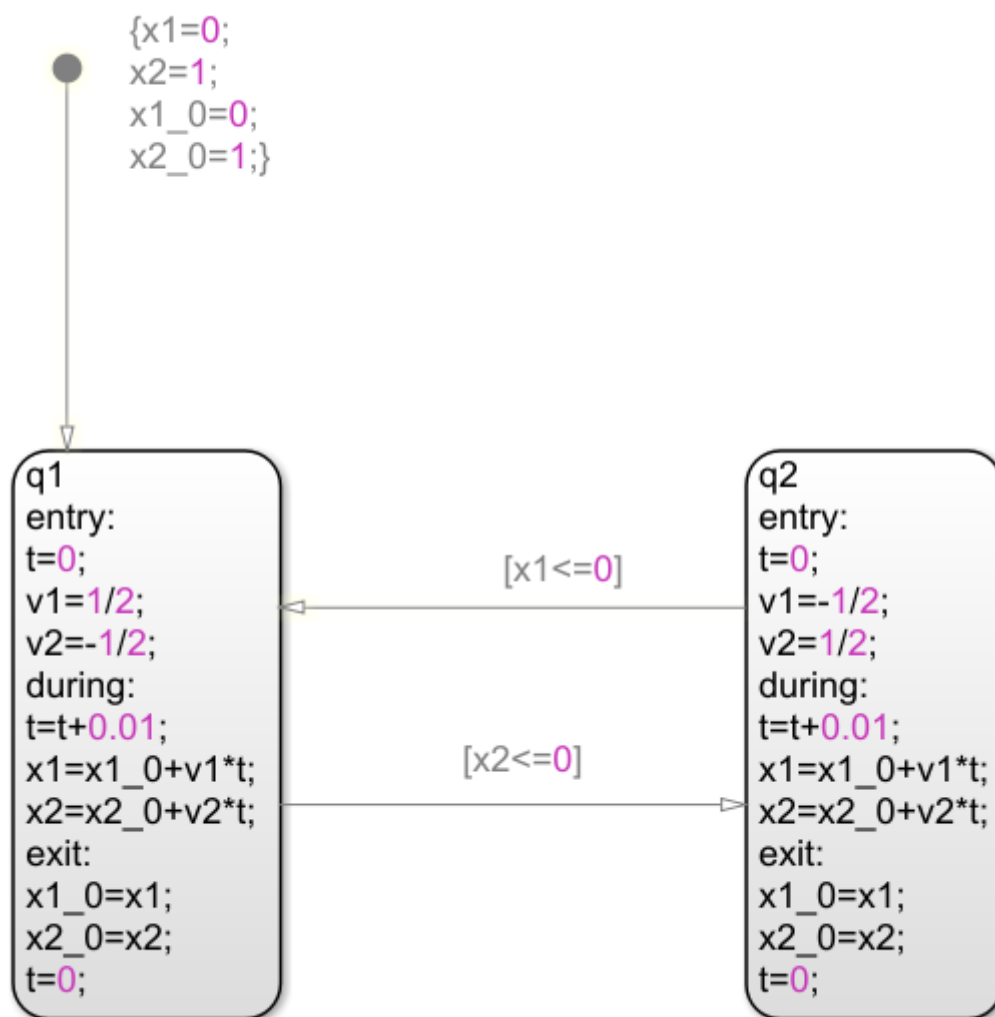 {x1=0;
x2=1;
x1_0=0;
x2_0=1;}
q1
entry:
t=0;
v1=1/2;
v2=-1/2;
during:
t=t+0.01;
x1=x1_0+v1*t;
x2=x2_0+v2*t;
exit:
x1_0=x1;
x2_0=x2;
t=0;
[x1<=0]
[x2<=0]
q2
entry:
t=0;
v1=-1/2;
v2=1/2;
during:
t=t+0.01;
x1=x1_0+v1*t;
x2=x2_0+v2*t;
exit:
x1_0=x1;
x2_0=x2;
t=0;